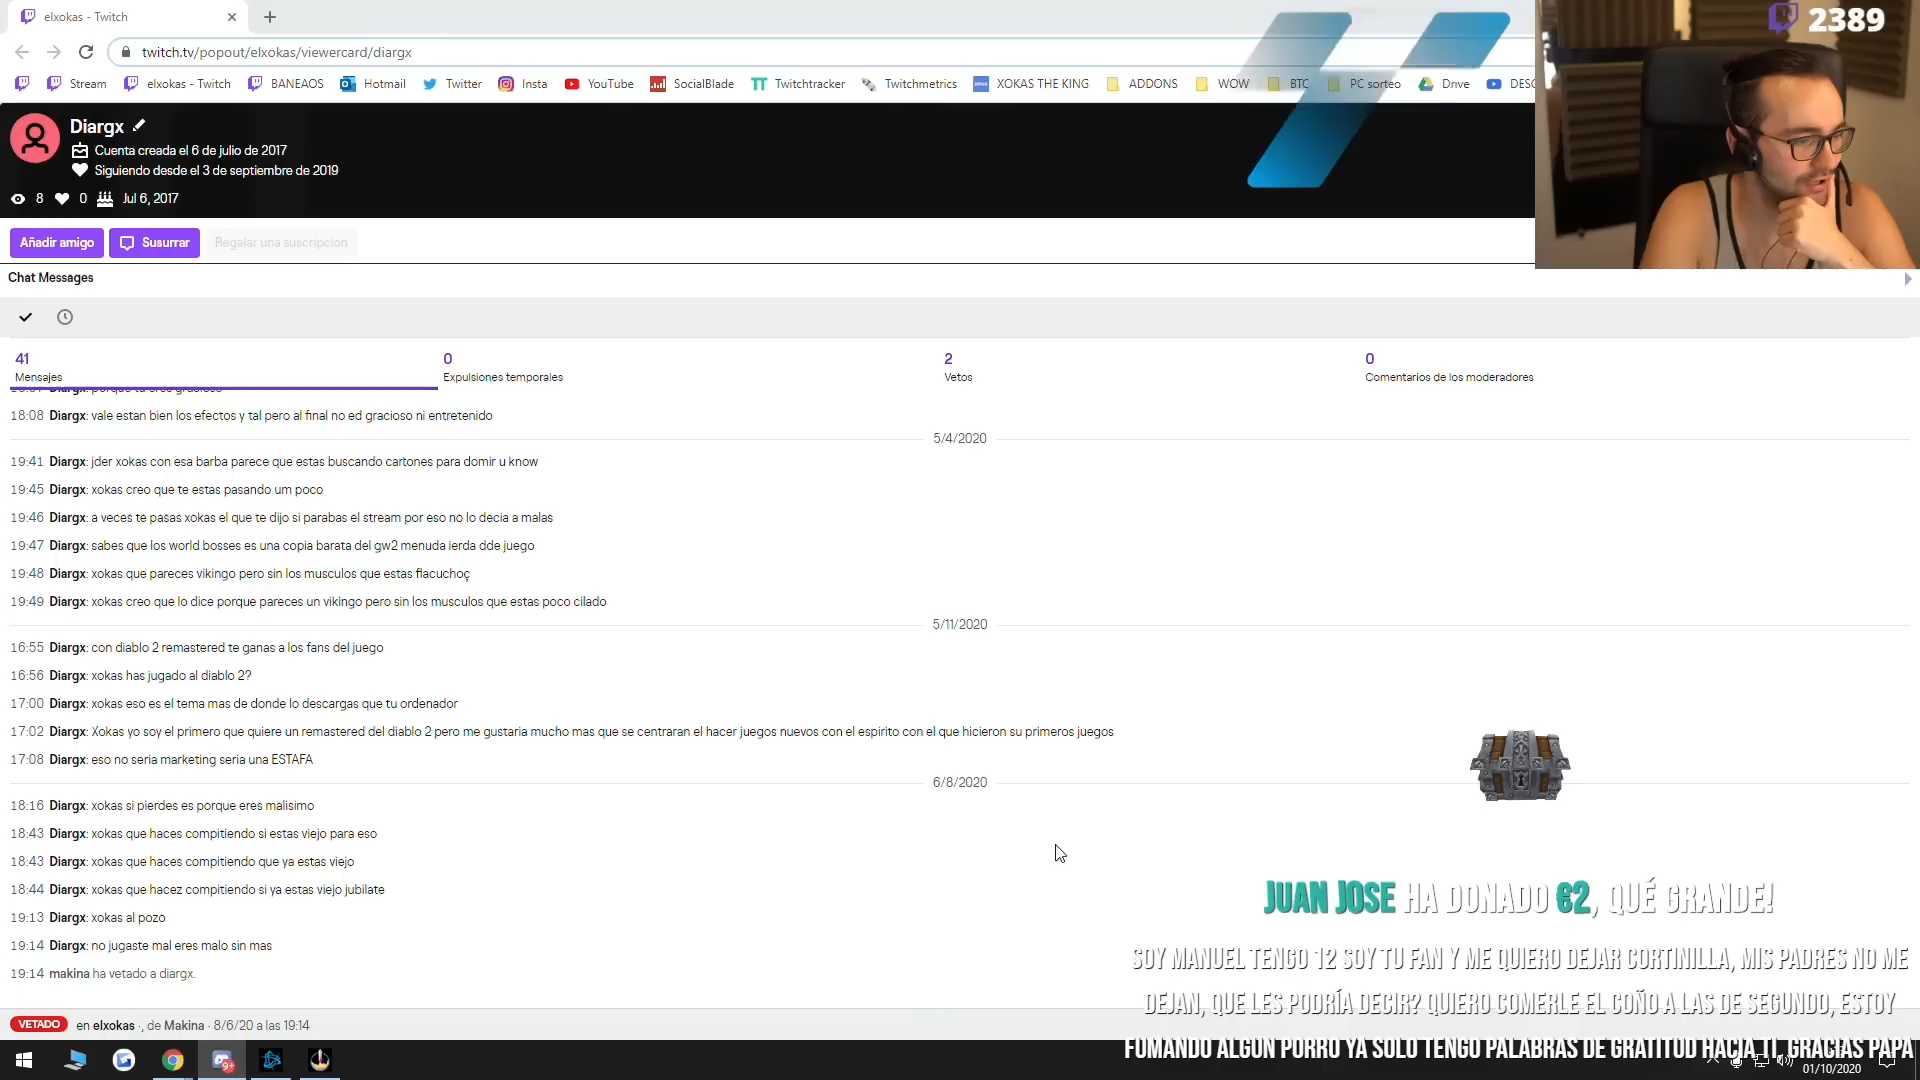 elxokas - Twitch
2389
twitch.tv/popout/elxokas/viewercard/diargx
Stream elxokas - Twitch BANEAOS Hotmail Twitter Insta YouTube SocialBlade Twitchtracker Twitchmetrics XOKAS THE KING ADDONS WOW BTC PC sorteo Drive DESC
Diargx
Cuenta creada el 6 de julio de 2017
Siguiendo desde el 3 de septiembre de 2019
8 0 Jul 6, 2017
Añadir amigo Susurrar Regalar una suscripción
Chat Messages
41 0 2 0
Mensajes Expulsiones temporales Vetos Comentarios de los moderadores
18:08 Diargx: vale estan bien los efectos y tal pero al final no ed gracioso ni entretenido
5/4/2020
19:41 Diargx: jder xokas con esa barba parece que estas buscando cartones para domir u know
19:45 Diargx: xokas creo que te estas pasando um poco
19:46 Diargx: a veces te pasas xokas el que te dijo si parabas el stream por eso no lo decia a malas
19:47 Diargx: sabes que los world bosses es una copia barata del gw2 menuda ierda dde juego
19:48 Diargx: xokas que pareces vikingo pero sin los musculos que estas flacuchoç
19:49 Diargx: xokas creo que lo dice porque pareces un vikingo pero sin los musculos que estas poco cilado
5/11/2020
16:55 Diargx: con diablo 2 remastered te ganas a los fans del juego
16:56 Diargx: xokas has jugado al diablo 2?
17:00 Diargx: xokas eso es el tema mas de donde lo descargas que tu ordenador
17:02 Diargx: Xokas yo soy el primero que quiere un remastered del diablo 2 pero me gustaria mucho mas que se centraran el hacer juegos nuevos con el espirito con el que hicieron su primeros juegos
17:08 Diargx: eso no seria marketing seria una ESTAFA
6/8/2020
18:16 Diargx: xokas si pierdes es porque eres malisimo
18:43 Diargx: xokas que haces compitiendo si estas viejo para eso
18:43 Diargx: xokas que haces compitiendo que ya estas viejo
18:44 Diargx: xokas que hacez compitiendo si ya estas viejo jubilate
19:13 Diargx: xokas al pozo
19:14 Diargx: no jugaste mal eres malo sin mas
19:14 makina ha vetado a diargx.
VETADO en elxokas ·, de Makina · 8/6/20 a las 19:14
JUAN JOSE HA DONADO €2, QUÉ GRANDE!
SOY MANUEL TENGO 12 SOY TU FAN Y ME QUIERO DEJAR CORTINILLA, MIS PADRES NO ME
DEJAN, QUE LES PODRÍA DECIR? QUIERO COMERLE EL COÑO A LAS DE SEGUNDO, ESTOY
FUMANDO ALGUN PORRO YA SOLO TENGO PALABRAS DE GRATITUD HACIA TI, GRACIAS PAPA
9+
01/10/2020